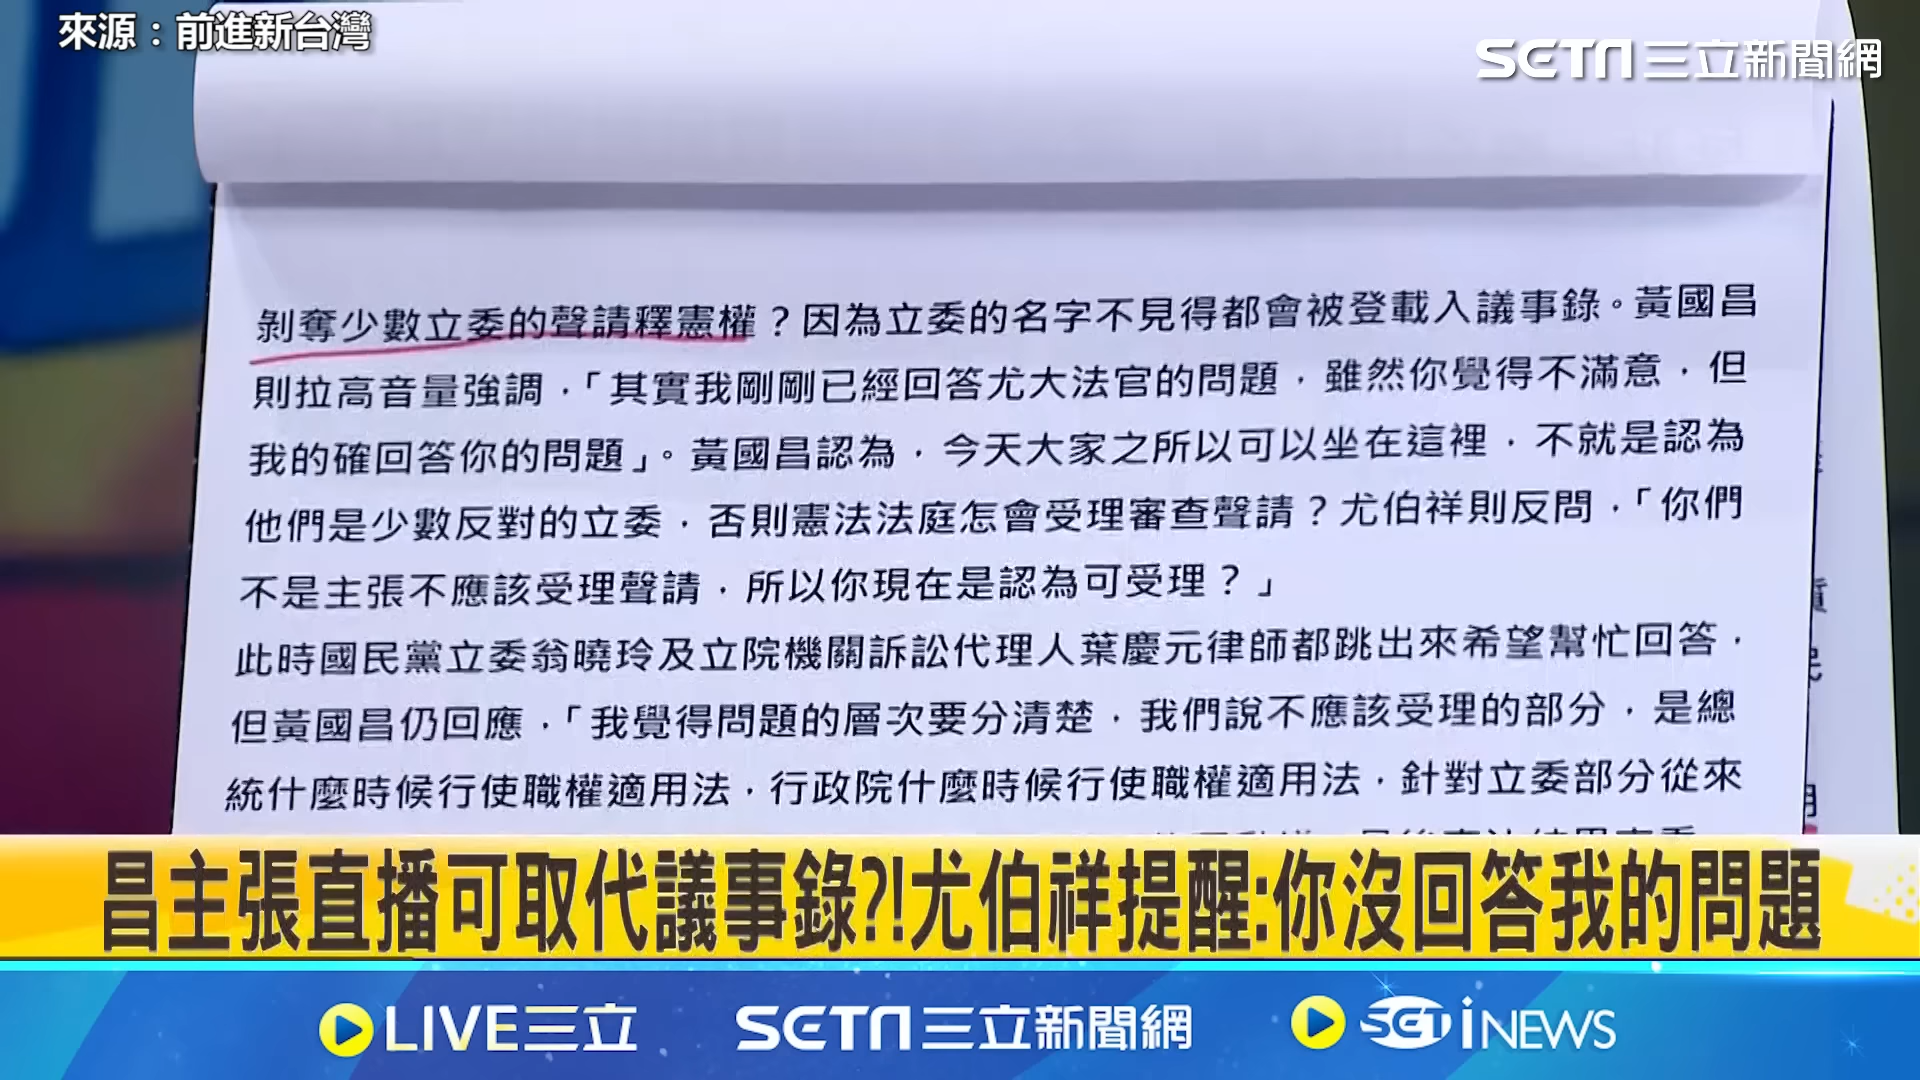 來源：前進新台灣
SETN三立新聞網
剝奪少數立委的聲請釋憲權？因為立委的名字不見得都會被登載入議事錄。黃國昌
則拉高音量強調，「其實我剛剛已經回答尤大法官的問題，雖然你覺得不滿意，但
我的確回答你的問題」。黃國昌認為，今天大家之所以可以坐在這裡，不就是認為
他們是少數反對的立委，否則憲法法庭怎會受理審查聲請？尤伯祥則反問，「你們
不是主張不應該受理聲請，所以你現在是認為可受理？」
此時國民黨立委翁曉玲及立院機關訴訟代理人葉慶元律師都跳出來希望幫忙回答，
但黃國昌仍回應，「我覺得問題的層次要分清楚，我們說不應該受理的部分，是總
統什麼時候行使職權適用法，行政院什麼時候行使職權適用法，針對立委部分從來
昌主張直播可取代議事錄?!尤伯祥提醒:你沒回答我的問題
LIVE三立
SETN三立新聞網
SET iNEWS